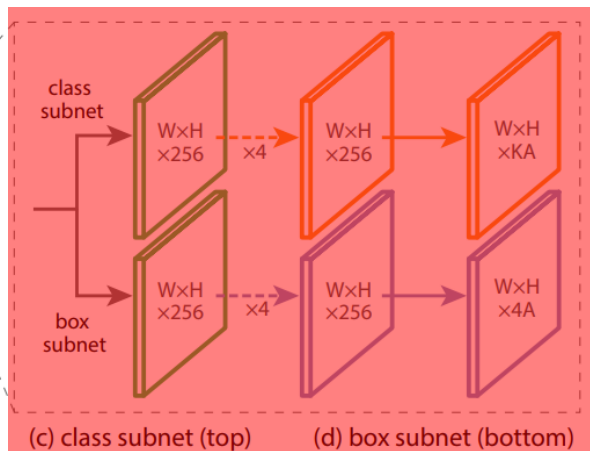 class
subnet
W×H
×256
×4
W×H
×256
W×H
×KA
W×H
×256
×4
W×H
×256
W×H
×4A
box
subnet
(c) class subnet (top)
(d) box subnet (bottom)